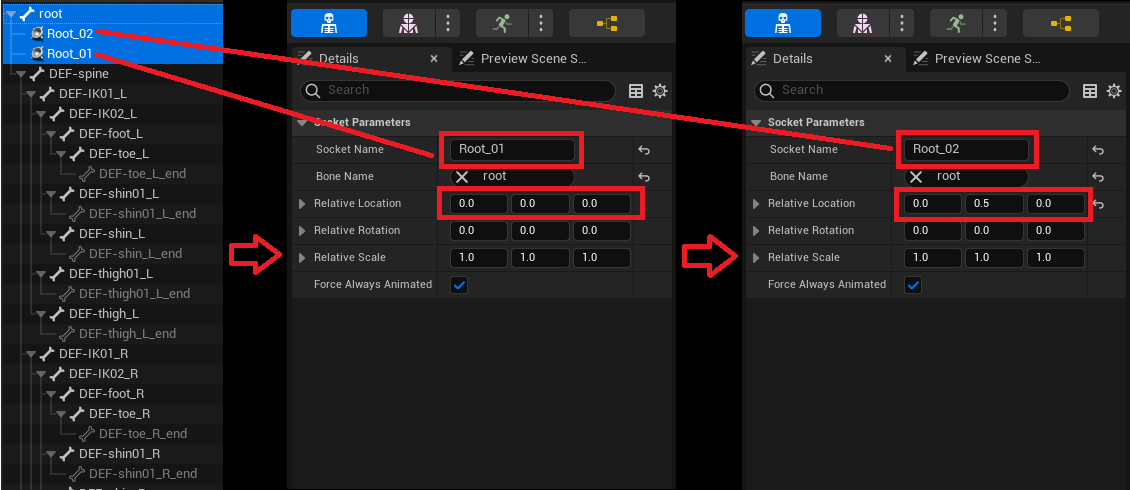 root
Root_02
Root_01
DEF-spine
DEF-IK01_L
DEF-IK02_L
DEF-foot_L
DEF-toe_L
DEF-toe_L_end
DEF-shin01_L
DEF-shin01_L_end
DEF-shin_L
DEF-shin_L_end
DEF-thigh01_L
DEF-thigh01_L_end
DEF-thigh_L
DEF-thigh_L_end
DEF-IK01_R
DEF-IK02_R
DEF-foot_R
DEF-toe_R
DEF-toe_R_end
DEF-shin01_R
DEF-shin01_R_end
Details Preview Scene S...
Search
Socket Parameters
Socket Name Root_01
Bone Name root
Relative Location 0.0 0.0 0.0
Relative Rotation 0.0 0.0 0.0
Relative Scale 1.0 1.0 1.0
Force Always Animated
Details Preview Scene S...
Search
Socket Parameters
Socket Name Root_02
Bone Name root
Relative Location 0.0 0.5 0.0
Relative Rotation 0.0 0.0 0.0
Relative Scale 1.0 1.0 1.0
Force Always Animated